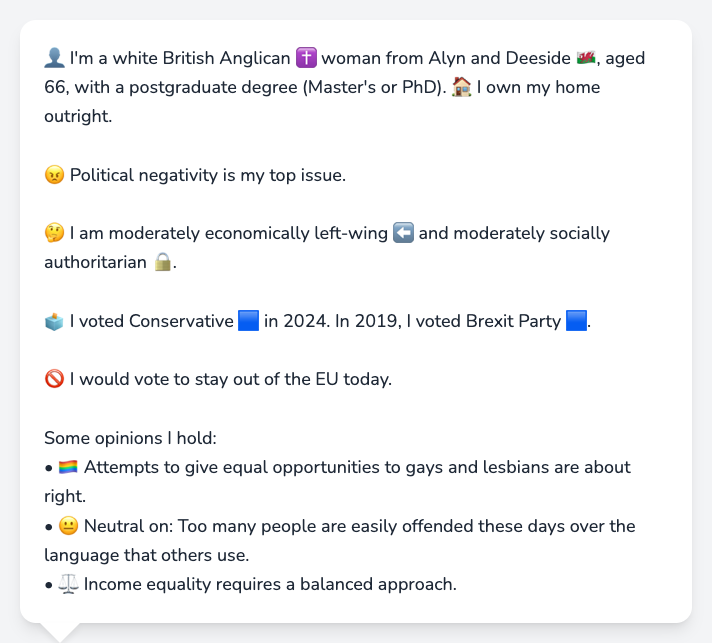 👤 I'm a white British Anglican ✝️ woman from Alyn and Deeside 🏴󠁧󠁢󠁷󠁬󠁳󠁿, aged
66, with a postgraduate degree (Master's or PhD). 🏠 I own my home
outright.
😠 Political negativity is my top issue.
🤔 I am moderately economically left-wing ⬅️ and moderately socially
authoritarian 🔒.
🗳️ I voted Conservative 🟦 in 2024. In 2019, I voted Brexit Party 🟦.
🚫 I would vote to stay out of the EU today.
Some opinions I hold:
• 🏳️‍🌈 Attempts to give equal opportunities to gays and lesbians are about
right.
• 😐 Neutral on: Too many people are easily offended these days over the
language that others use.
• ⚖️ Income equality requires a balanced approach.